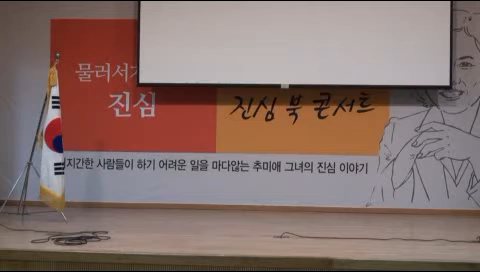 물러서
진심
진심 북 콘서트
지간한 사람들이 하기 어려운 일을 마다않는 추미애 그녀의 진심 이야기